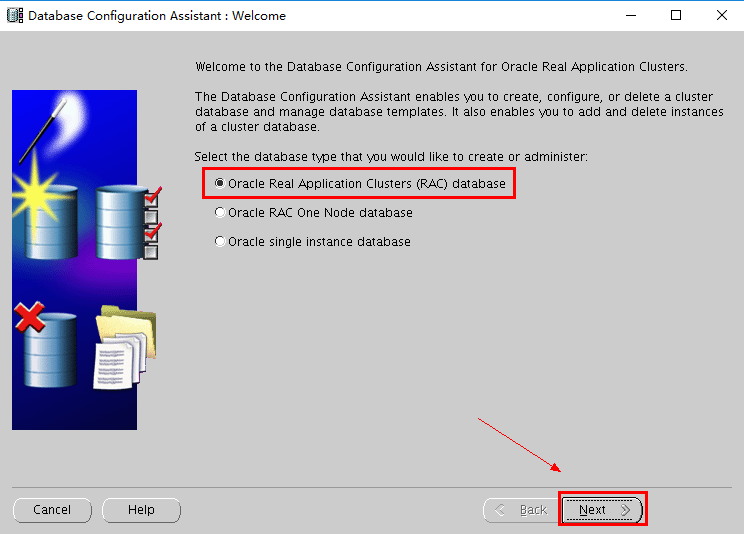 Database Configuration Assistant : Welcome
Welcome to the Database Configuration Assistant for Oracle Real Application Clusters.
The Database Configuration Assistant enables you to create, configure, or delete a cluster
database and manage database templates. It also enables you to add and delete instances
of a cluster database.
Select the database type that you would like to create or administer:
Oracle Real Application Clusters (RAC) database
Oracle RAC One Node database
Oracle single instance database
Cancel
Help
Back
Next